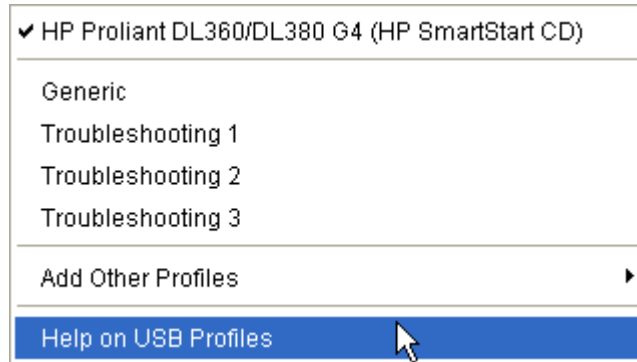 HP Proliant DL360/DL380 G4 (HP SmartStart CD)
Generic
Troubleshooting 1
Troubleshooting 2
Troubleshooting 3
Add Other Profiles
Help on USB Profiles